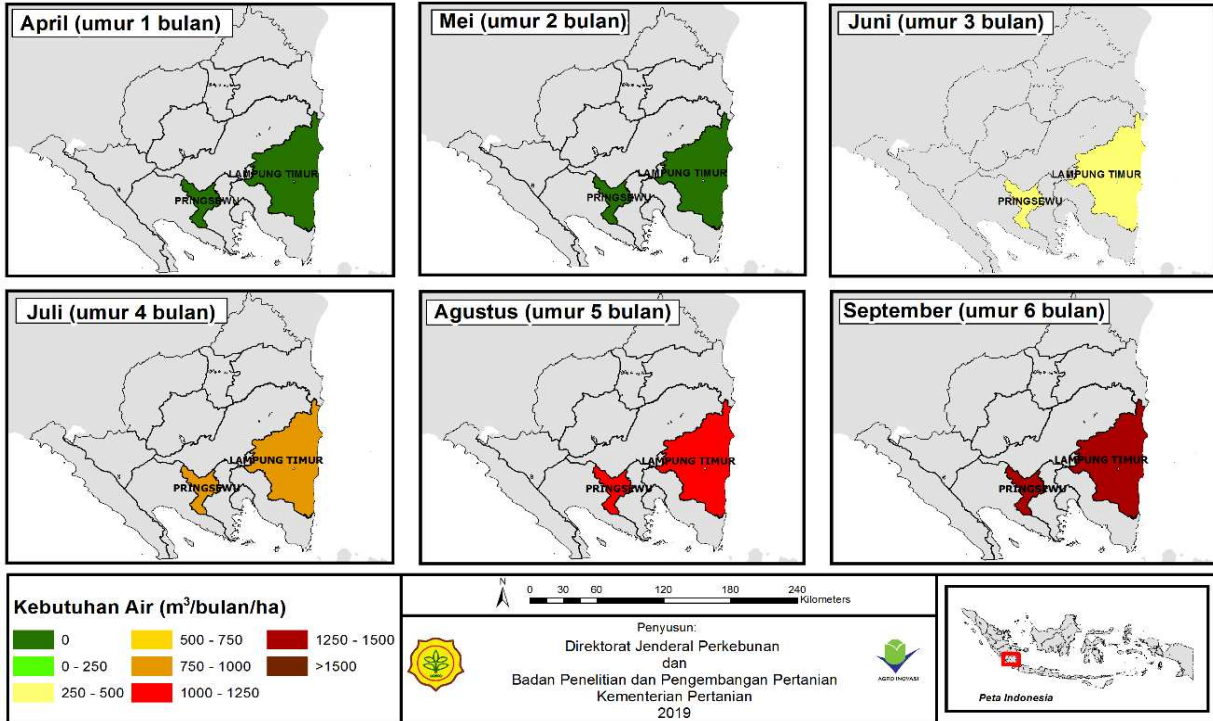 April (umur 1 bulan)
LAMPUNG TIMUR
PRINGSEWU
Mei (umur 2 bulan)
LAMPUNG TIMUR
PRINGSEWU
Juni (umur 3 bulan)
LAMPUNG TIMUR
PRINGSEWU
Juli (umur 4 bulan)
LAMPUNG TIMUR
PRINGSEWU
Agustus (umur 5 bulan)
LAMPUNG TIMUR
PRINGSEWU
September (umur 6 bulan)
LAMPUNG TIMUR
PRINGSEWU
Kebutuhan Air (m³/bulan/ha)
0
0 - 250
250 - 500
500 - 750
750 - 1000
1000 - 1250
1250 - 1500
>1500
N
0 30 60 120 180 240
Kilometers
Penyusun:
Direktorat Jenderal Perkebunan
dan
Badan Penelitian dan Pengembangan Pertanian
Kementerian Pertanian
2019
AGRO INOVASI
Peta Indonesia